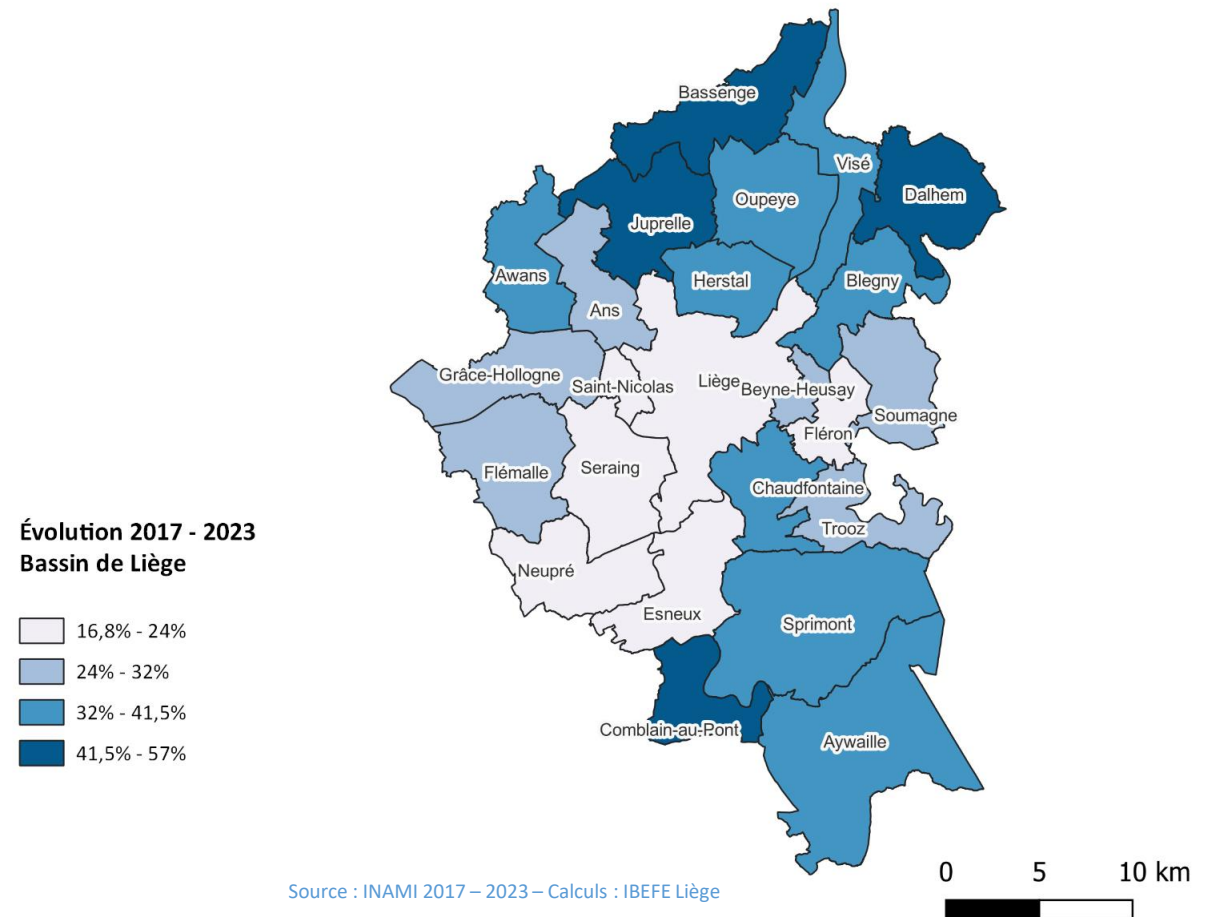 Bassenge
Visé
Dalhem
Oupeye
Juprelle
Awans
Herstal
Blegny
Ans
Grâce-Hollogne
Saint-Nicolas
Liège
Beyne-Heusay
Soumagne
Fléron
Flémalle
Seraing
Chaudfontaine
Trooz
Évolution 2017 - 2023
Bassin de Liège
Neupré
Esneux
Sprimont
16,8% - 24%
24% - 32%
32% - 41,5%
41,5% - 57%
Comblain-au-Pont
Aywaille
0 5 10 km
Source : INAMI 2017 – 2023 – Calculs : IBEFE Liège